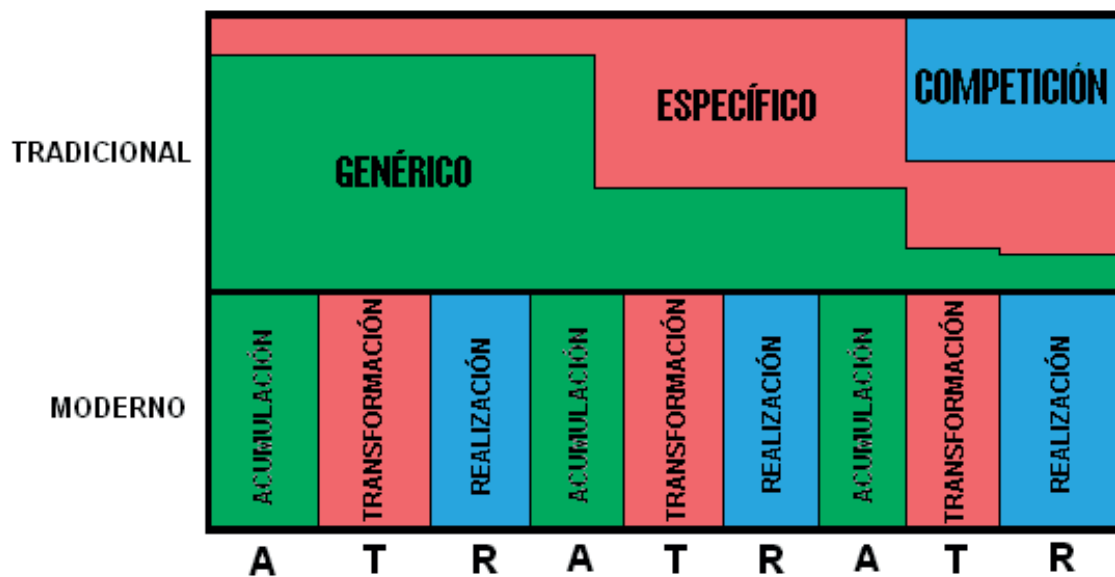 COMPETICIÓN
ESPECÍFICO
TRADICIONAL
GENÉRICO
MODERNO
ACUMULACIÓN
TRANSFORMACIÓN
REALIZACIÓN
ACUMULACIÓN
TRANSFORMACIÓN
REALIZACIÓN
ACUMULACIÓN
TRANSFORMACIÓN
REALIZACIÓN
A T R A T R A T R